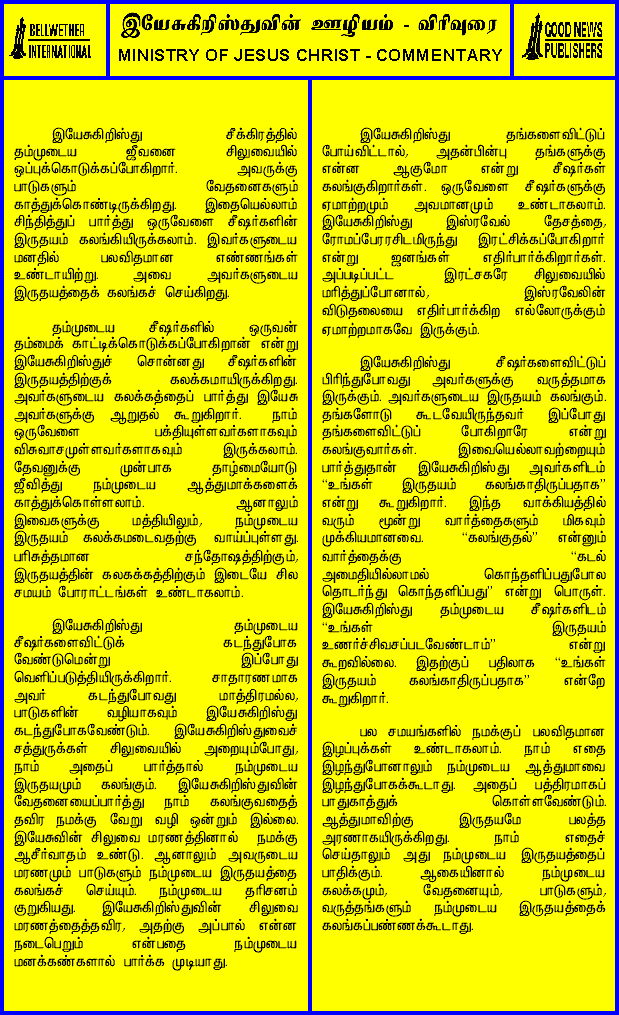 BELLWETHER
INTERNATIONAL
இயேசுகிறிஸ்துவின் ஊழியம் - விரிவுரை
MINISTRY OF JESUS CHRIST - COMMENTARY
GOOD NEWS
PUBLISHERS
இயேசுகிறிஸ்து சீக்கிரத்தில்
தம்முடைய ஜீவனை சிலுவையில்
ஒப்புக்கொடுக்கப்போகிறார். அவருக்கு
பாடுகளும் வேதனைகளும்
காத்துக்கொண்டிருக்கிறது. இதையெல்லாம்
சிந்தித்துப் பார்த்து ஒருவேளை சீஷர்களின்
இருதயம் கலங்கியிருக்கலாம். இவர்களுடைய
மனதில் பலவிதமான எண்ணங்கள்
உண்டாயிற்று. அவை அவர்களுடைய
இருதயத்தைக் கலங்கச் செய்கிறது.
தம்முடைய சீஷர்களில் ஒருவன்
தம்மைக் காட்டிக்கொடுக்கப்போகிறான் என்று
இயேசுகிறிஸ்துச் சொன்னது சீஷர்களின்
இருதயத்திற்குக் கலக்கமாயிருக்கிறது.
அவர்களுடைய கலக்கத்தைப் பார்த்து இயேசு
அவர்களுக்கு ஆறுதல் கூறுகிறார். நாம்
ஒருவேளை பக்தியுள்ளவர்களாகவும்
விசுவாசமுள்ளவர்களாகவும் இருக்கலாம்.
தேவனுக்கு முன்பாக தாழ்மையோடு
ஜீவித்து நம்முடைய ஆத்துமாக்களைக்
காத்துக்கொள்ளலாம். ஆனாலும்
இவைகளுக்கு மத்தியிலும், நம்முடைய
இருதயம் கலக்கமடைவதற்கு வாய்ப்புள்ளது.
பரிசுத்தமான சந்தோஷத்திற்கும்,
இருதயத்தின் கலகக்கத்திற்கும் இடையே சில
சமயம் போராட்டங்கள் உண்டாகலாம்.
இயேசுகிறிஸ்து தம்முடைய
சீஷர்களைவிட்டுக் கடந்துபோக
வேண்டுமென்று இப்போது
வெளிப்படுத்தியிருக்கிறார். சாதாரணமாக
அவர் கடந்துபோவது மாத்திரமல்ல,
பாடுகளின் வழியாகவும் இயேசுகிறிஸ்து
கடந்துபோகவேண்டும். இயேசுகிறிஸ்துவைச்
சத்துருக்கள் சிலுவையில் அறையும்போது,
நாம் அதைப் பார்த்தால் நம்முடைய
இருதயமும் கலங்கும். இயேசுகிறிஸ்துவின்
வேதனையைப்பார்த்து நாம் கலங்குவதைத்
தவிர நமக்கு வேறு வழி ஒன்றும் இல்லை.
இயேசுவின் சிலுவை மரணத்தினால் நமக்கு
ஆசீர்வாதம் உண்டு. ஆனாலும் அவருடைய
மரணமும் பாடுகளும் நம்முடைய இருதயத்தை
கலங்கச் செய்யும். நம்முடைய தரிசனம்
குறுகியது. இயேசுகிறிஸ்துவின் சிலுவை
மரணத்தைத்தவிர, அதற்கு அப்பால் என்ன
நடைபெறும் என்பதை நம்முடைய
மனக்கண்களால் பார்க்க முடியாது.
இயேசுகிறிஸ்து தங்களைவிட்டுப்
போய்விட்டால், அதன்பின்பு தங்களுக்கு
என்ன ஆகுமோ என்று சீஷர்கள்
கலங்குகிறார்கள். ஒருவேளை சீஷர்களுக்கு
ஏமாற்றமும் அவமானமும் உண்டாகலாம்.
இயேசுகிறிஸ்து இஸ்ரவேல் தேசத்தை,
ரோமப்பேரரசிடமிருந்து இரட்சிக்கப்போகிறார்
என்று ஜனங்கள் எதிர்பார்க்கிறார்கள்.
அப்படிப்பட்ட இரட்சகரே சிலுவையில்
மரித்துப்போனால், இஸ்ரவேலின்
விடுதலையை எதிர்பார்க்கிற எல்லோருக்கும்
ஏமாற்றமாகவே இருக்கும்.
இயேசுகிறிஸ்து சீஷர்களைவிட்டுப்
பிரிந்துபோவது அவர்களுக்கு வருத்தமாக
இருக்கும். அவர்களுடைய இருதயம் கலங்கும்.
தங்களோடு கூடவேயிருந்தவர் இப்போது
தங்களைவிட்டுப் போகிறாரே என்று
கலங்குவார்கள். இவையெல்லாவற்றையும்
பார்த்துதான் இயேசுகிறிஸ்து அவர்களிடம்
“உங்கள் இருதயம் கலங்காதிருப்பதாக”
என்று கூறுகிறார். இந்த வாக்கியத்தில்
வரும் மூன்று வார்த்தைகளும் மிகவும்
முக்கியமானவை. “கலங்குதல்” என்னும்
வார்த்தைக்கு “கடல்
அமைதியில்லாமல் கொந்தளிப்பதுபோல
தொடர்ந்து கொந்தளிப்பது” என்று பொருள்.
இயேசுகிறிஸ்து தம்முடைய சீஷர்களிடம்
“உங்கள் இருதயம்
உணர்ச்சிவசப்படவேண்டாம்” என்று
கூறவில்லை. இதற்குப் பதிலாக “உங்கள்
இருதயம் கலங்காதிருப்பதாக” என்றே
கூறுகிறார்.
பல சமயங்களில் நமக்குப் பலவிதமான
இழப்புக்கள் உண்டாகலாம். நாம் எதை
இழந்துபோனாலும் நம்முடைய ஆத்துமாவை
இழந்துபோகக்கூடாது. அதைப் பத்திரமாகப்
பாதுகாத்துக் கொள்ளவேண்டும்.
ஆத்துமாவிற்கு இருதயமே பலத்த
அரணாகயிருக்கிறது. நாம் எதைச்
செய்தாலும் அது நம்முடைய இருதயத்தைப்
பாதிக்கும். ஆகையினால் நம்முடைய
கலக்கமும், வேதனையும், பாடுகளும்,
வருத்தங்களும் நம்முடைய இருதயத்தைக்
கலங்கப்பண்ணக்கூடாது.